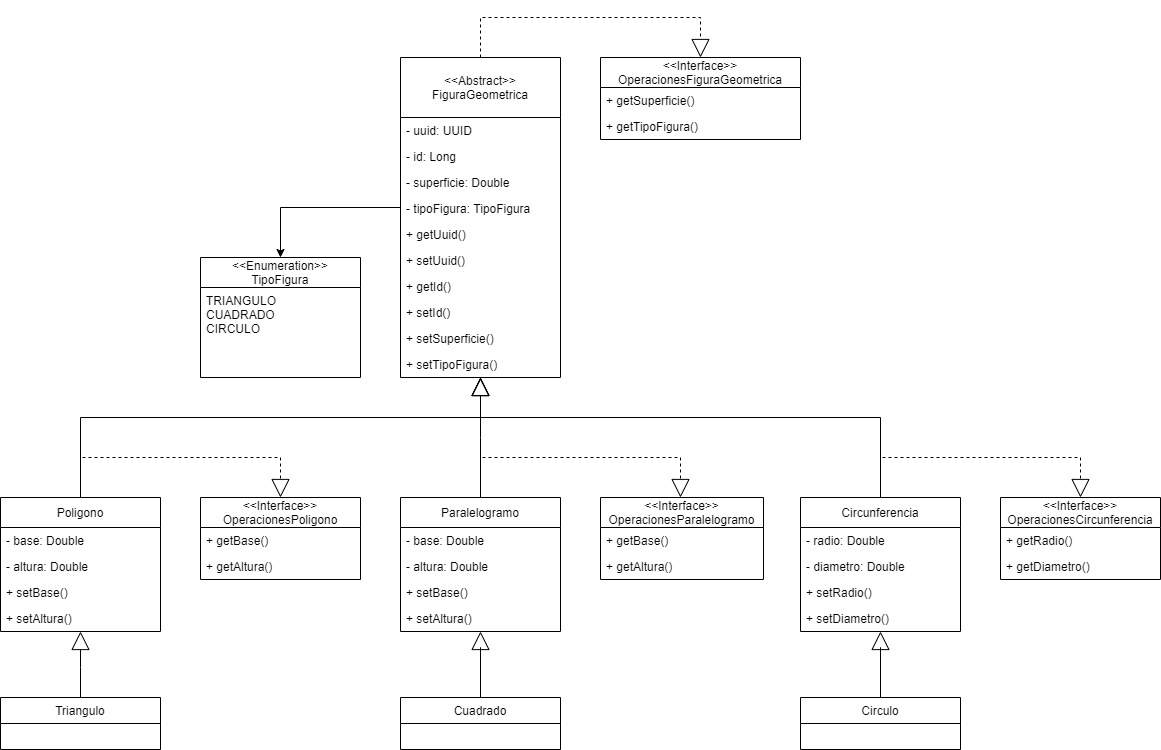 <<Abstract>>
FiguraGeometrica
- uuid: UUID
- id: Long
- superficie: Double
- tipoFigura: TipoFigura
+ getUuid()
+ setUuid()
+ getId()
+ setId()
+ setSuperficie()
+ setTipoFigura()
<<Interface>>
OperacionesFiguraGeometrica
+ getSuperficie()
+ getTipoFigura()
<<Enumeration>>
TipoFigura
TRIANGULO
CUADRADO
CIRCULO
Poligono
- base: Double
- altura: Double
+ setBase()
+ setAltura()
<<Interface>>
OperacionesPoligono
+ getBase()
+ getAltura()
Paralelogramo
- base: Double
- altura: Double
+ setBase()
+ setAltura()
<<Interface>>
OperacionesParalelogramo
+ getBase()
+ getAltura()
Circunferencia
- radio: Double
- diametro: Double
+ setRadio()
+ setDiametro()
<<Interface>>
OperacionesCircunferencia
+ getRadio()
+ getDiametro()
Triangulo
Cuadrado
Circulo